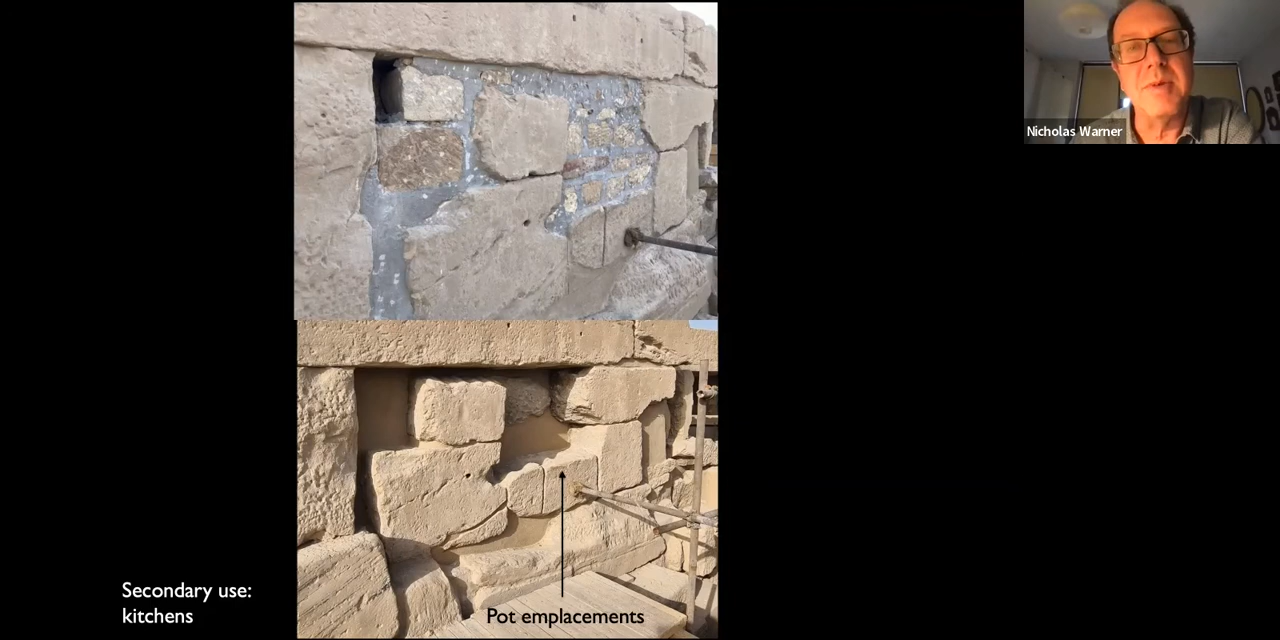 Nicholas Warner
Secondary use:
kitchens
Pot emplacements